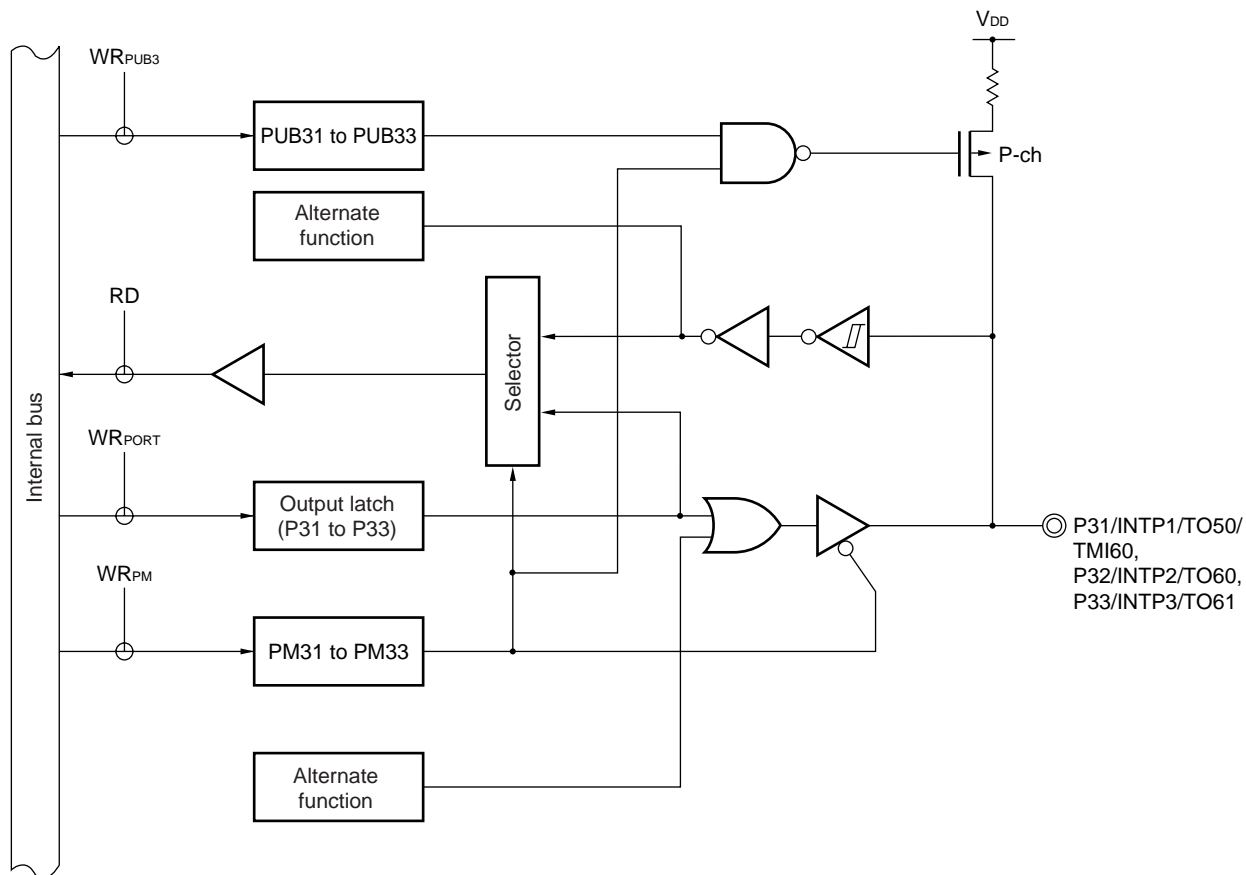 VDD
WRPUB3
PUB31 to PUB33
P-ch
Alternate
function
RD
Selector
Internal bus
WRPORT
Output latch
(P31 to P33)
P31/INTP1/TO50/
TMI60,
P32/INTP2/TO60,
P33/INTP3/TO61
WRPM
PM31 to PM33
Alternate
function